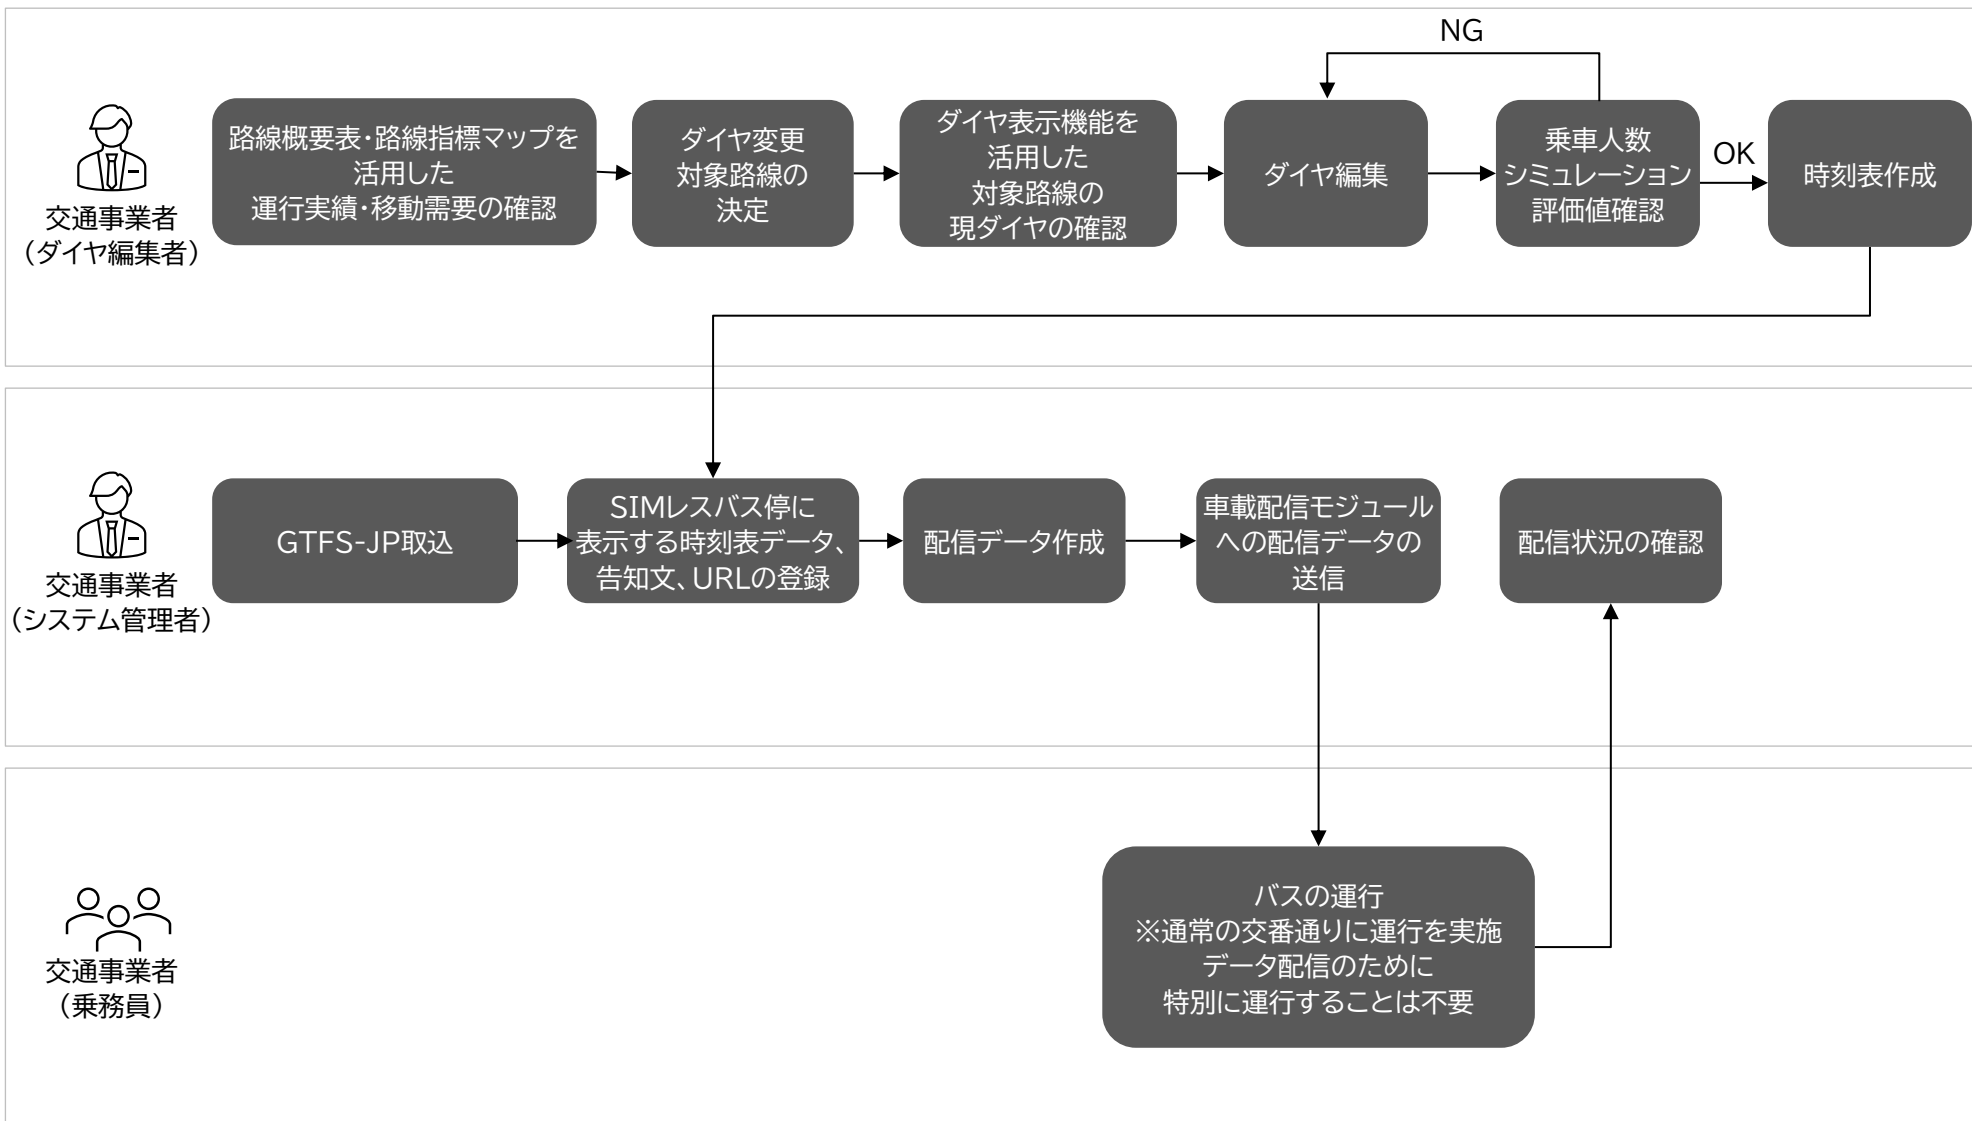 交通事業者
（ダイヤ編集者）
路線概要表・路線指標マップを
活用した
運行実績・移動需要の確認
ダイヤ変更
対象路線の
決定
ダイヤ表示機能を
活用した
対象路線の
現ダイヤの確認
ダイヤ編集
NG
乗車人数
シミュレーション
評価値確認
OK
時刻表作成
交通事業者
（システム管理者）
GTFS-JP取込
SIMレスバス停に
表示する時刻表データ、
告知文、URLの登録
配信データ作成
車載配信モジュール
への配信データの
送信
配信状況の確認
交通事業者
（乗務員）
バスの運行
※通常の交番通りに運行を実施
データ配信のために
特別に運行することは不要